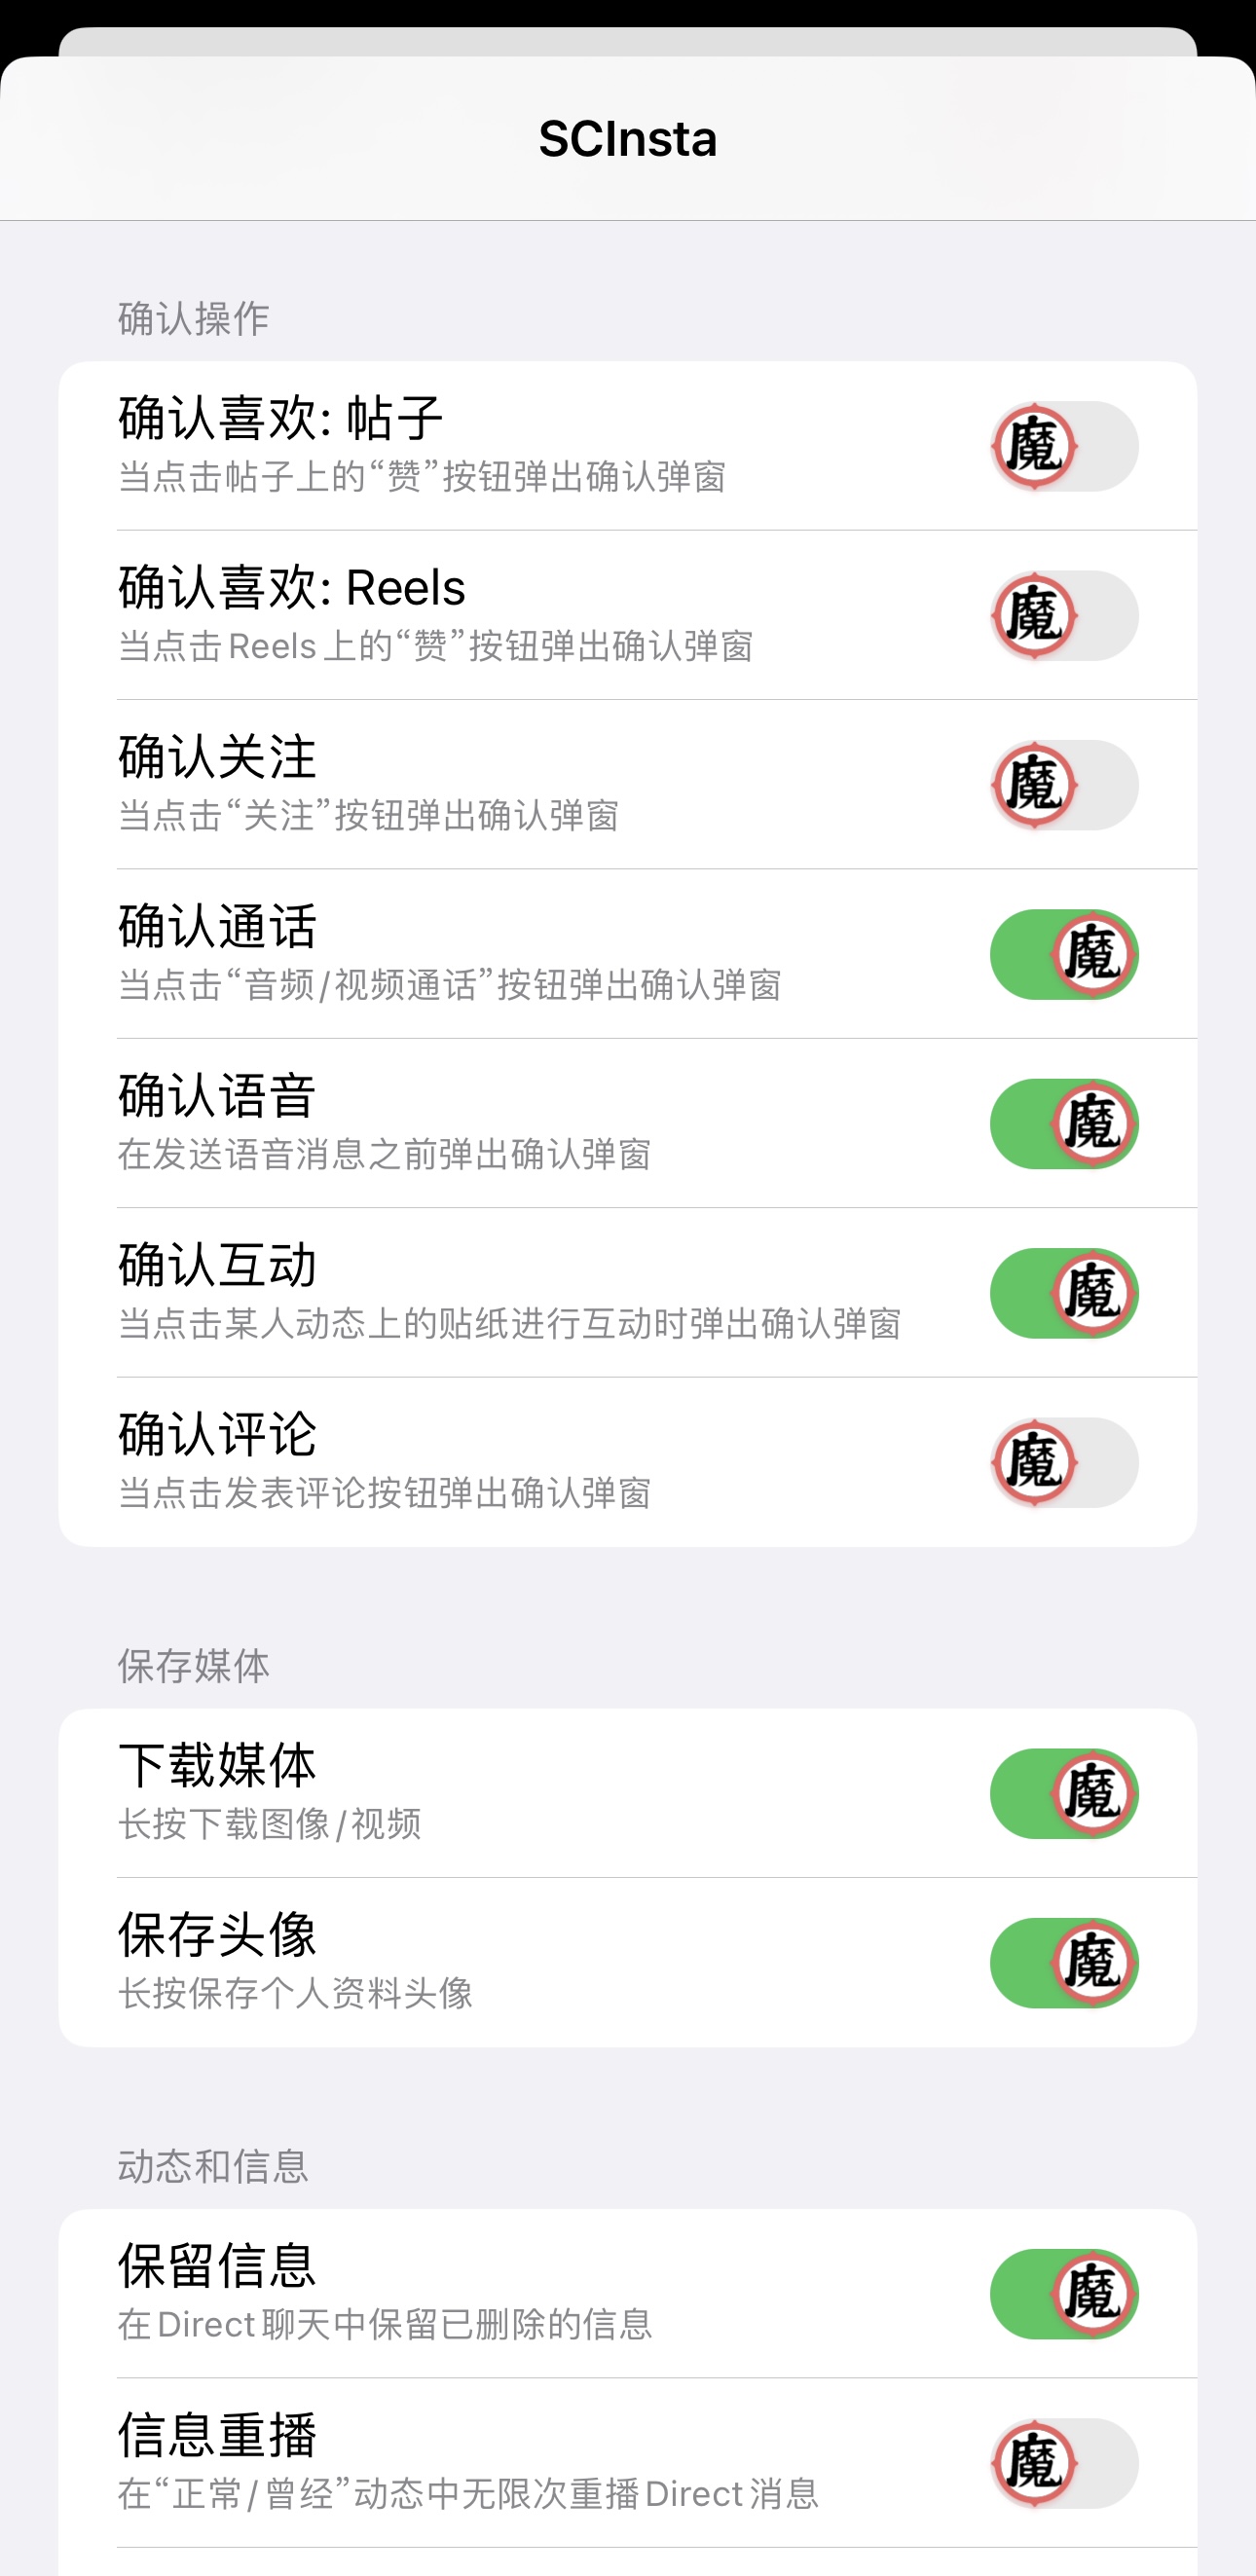 SCInsta
确认操作
确认喜欢: 帖子
当点击帖子上的“赞”按钮弹出确认弹窗
魔
确认喜欢: Reels
当点击Reels上的“赞”按钮弹出确认弹窗
魔
确认关注
当点击“关注”按钮弹出确认弹窗
魔
确认通话
当点击“音频/视频通话”按钮弹出确认弹窗
魔
确认语音
在发送语音消息之前弹出确认弹窗
魔
确认互动
当点击某人动态上的贴纸进行互动时弹出确认弹窗
魔
确认评论
当点击发表评论按钮弹出确认弹窗
魔
保存媒体
下载媒体
长按下载图像/视频
魔
保存头像
长按保存个人资料头像
魔
动态和信息
保留信息
在Direct聊天中保留已删除的信息
魔
信息重播
在“正常/曾经”动态中无限次重播Direct消息
魔